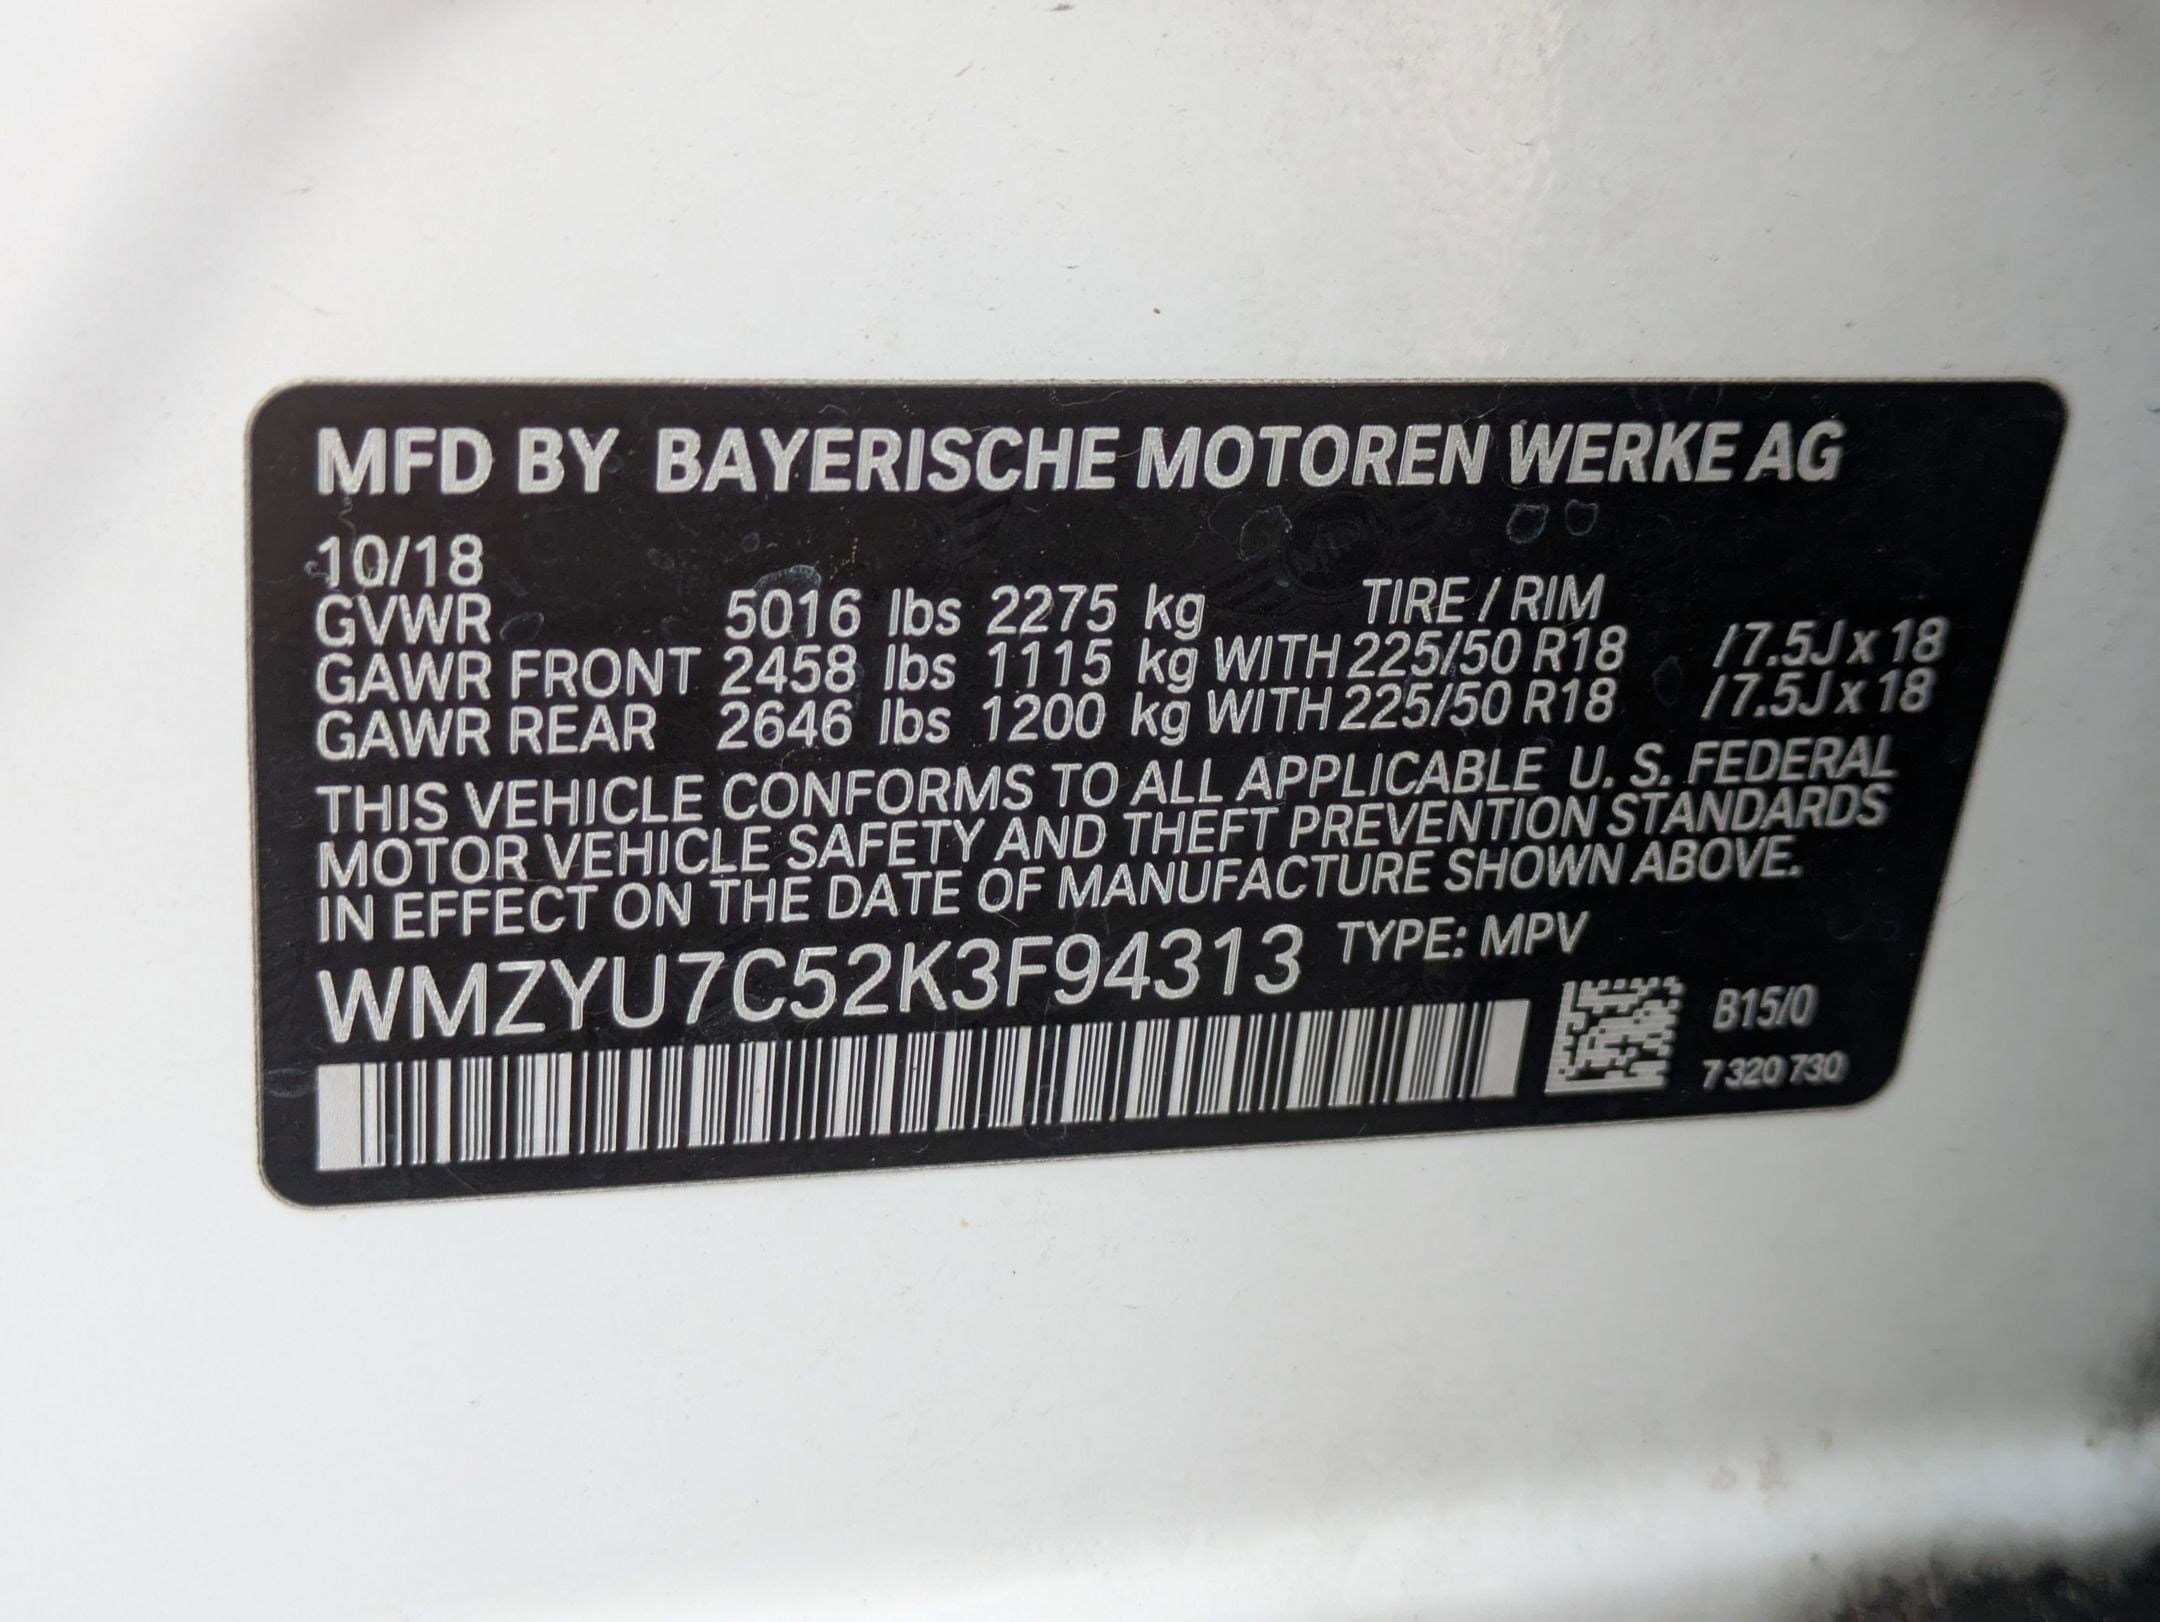 MFD BY BAYERISCHE MOTOREN WERKE AG
10/18
GVWR 5016 lbs 2275 kg TIRE / RIM
GAWR FRONT 2458 lbs 1115 kg WITH 225/50 R18 /7.5J x 18
GAWR REAR 2646 lbs 1200 kg WITH 225/50 R18 /7.5J x 18
THIS VEHICLE CONFORMS TO ALL APPLICABLE U. S. FEDERAL
MOTOR VEHICLE SAFETY AND THEFT PREVENTION STANDARDS
IN EFFECT ON THE DATE OF MANUFACTURE SHOWN ABOVE.
WMZYU7C52K3F94313 TYPE: MPV
B15/0
7 320 730
MINI